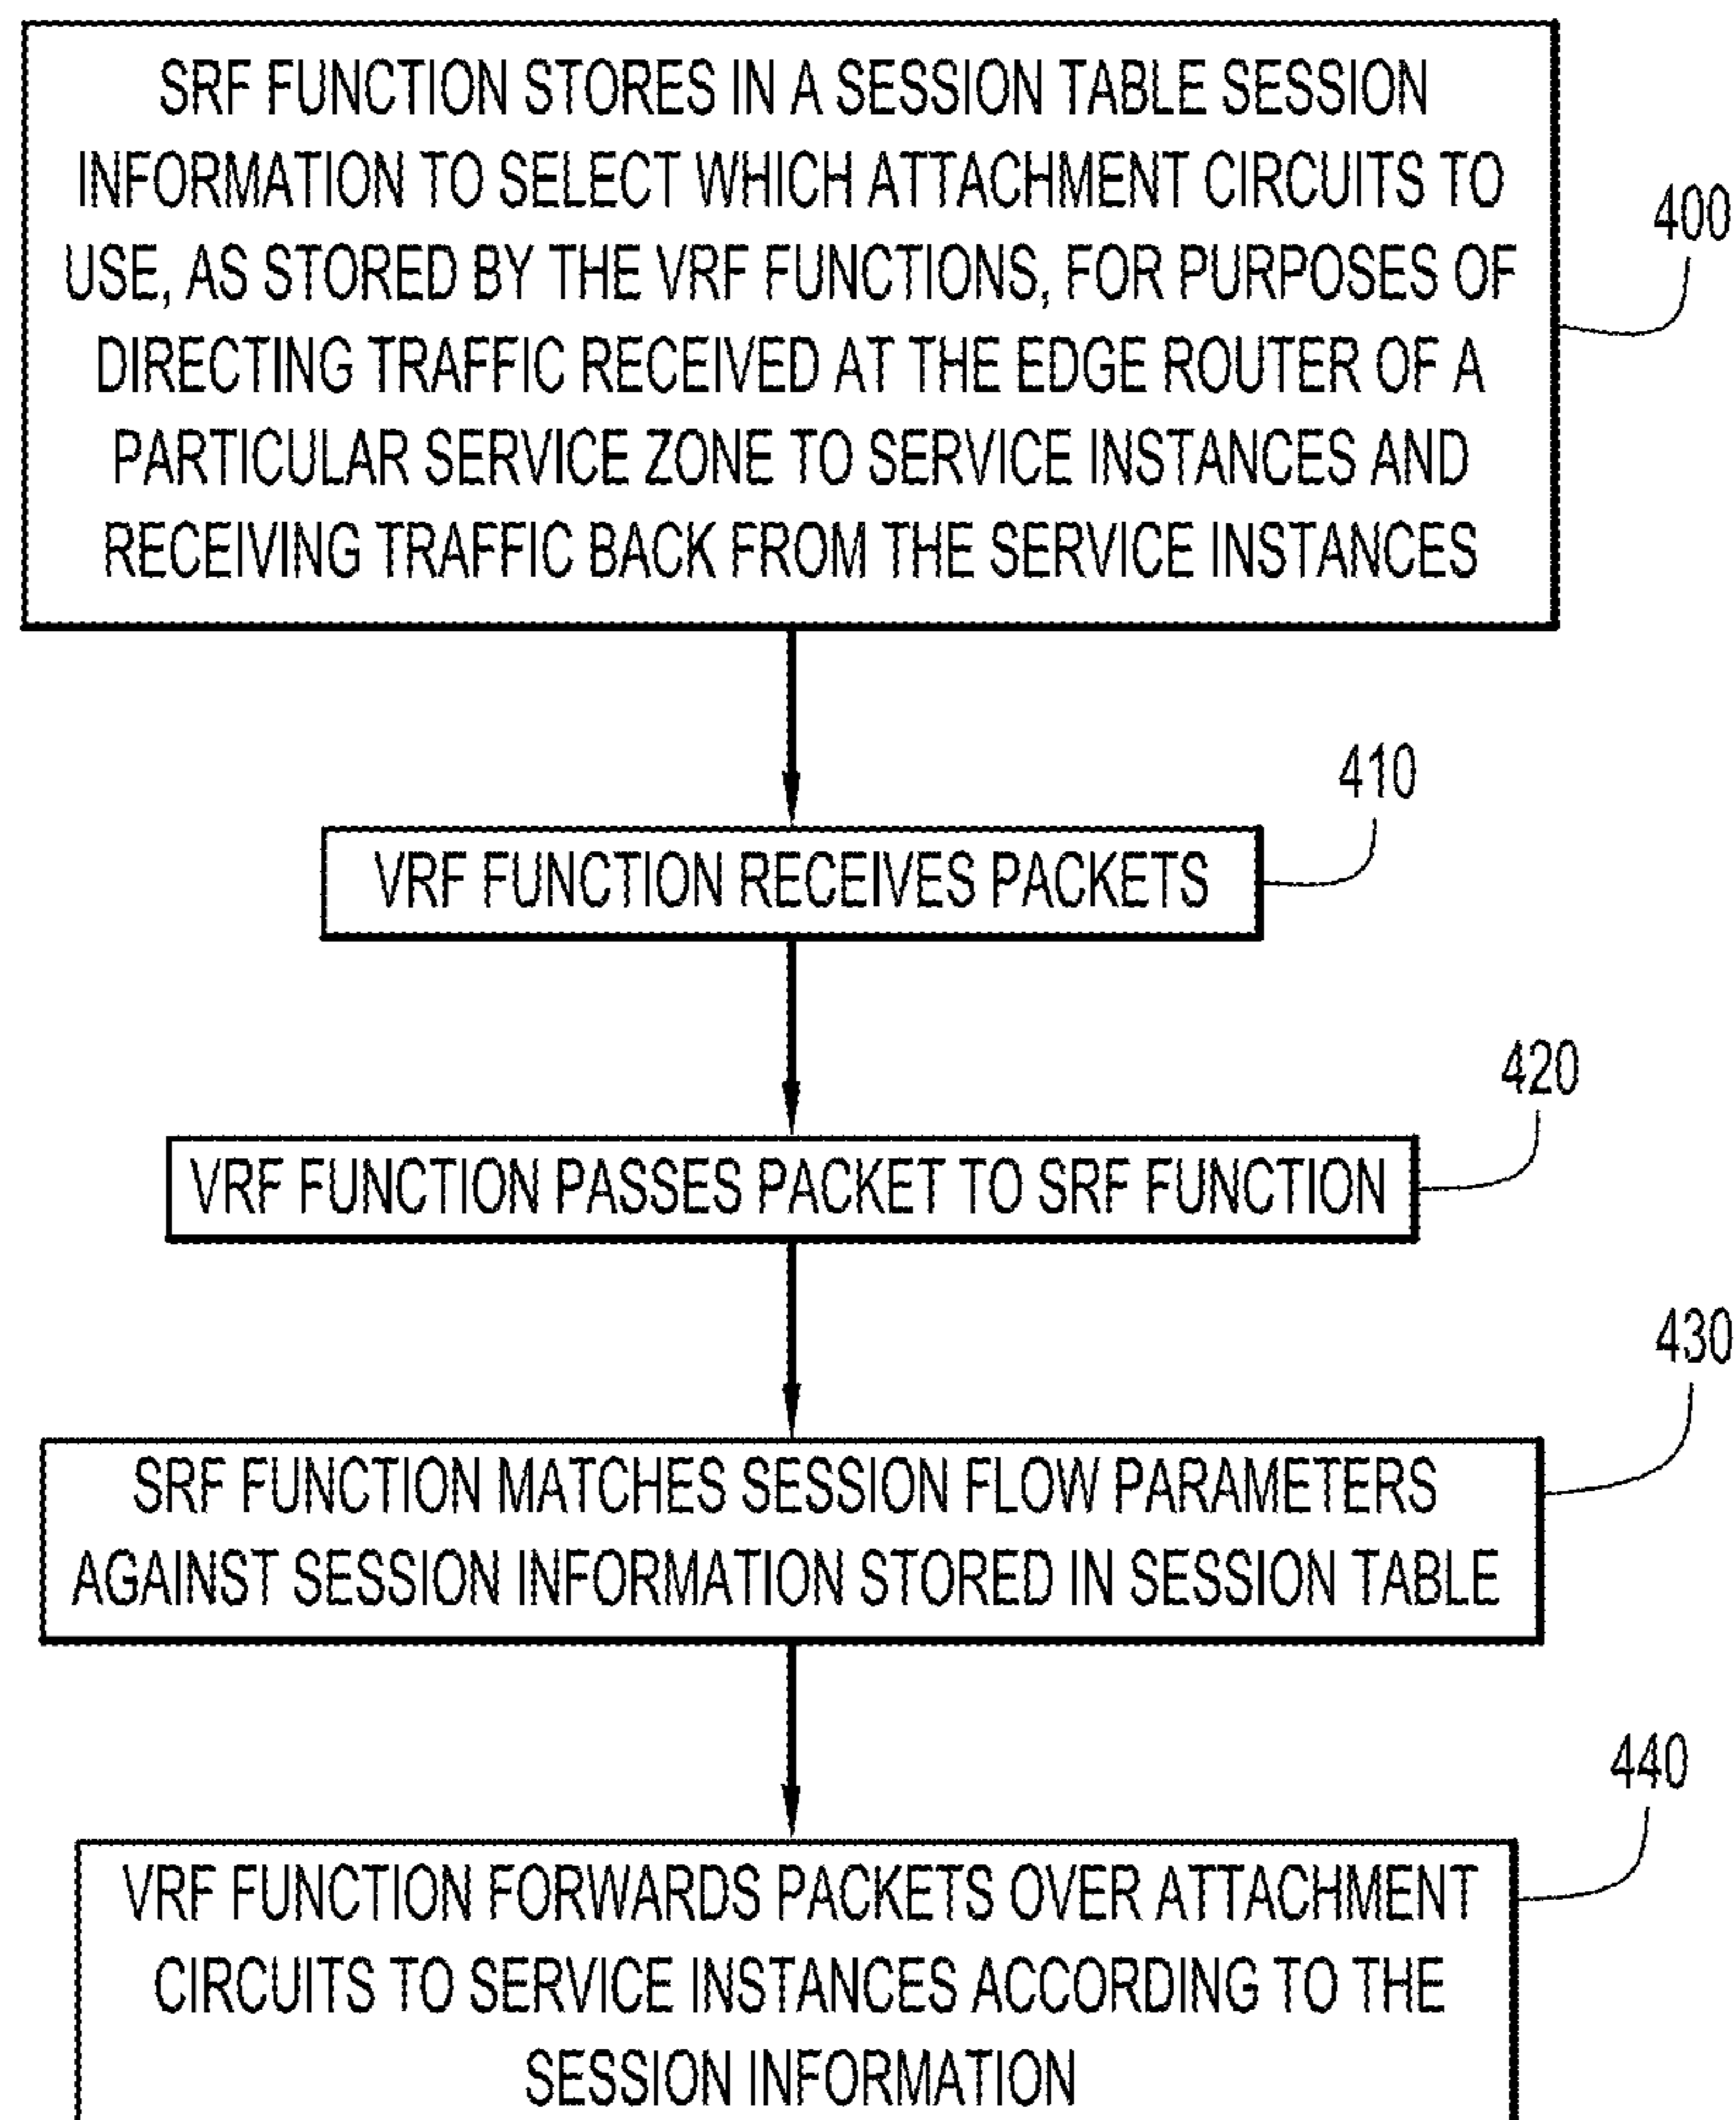 SRF FUNCTION STORES IN A SESSION TABLE SESSION
INFORMATION TO SELECT WHICH ATTACHMENT CIRCUITS TO
USE, AS STORED BY THE VRF FUNCTIONS, FOR PURPOSES OF
DIRECTING TRAFFIC RECEIVED AT THE EDGE ROUTER OF A
PARTICULAR SERVICE ZONE TO SERVICE INSTANCES AND
RECEIVING TRAFFIC BACK FROM THE SERVICE INSTANCES
400
410
VRF FUNCTION RECEIVES PACKETS
420
VRF FUNCTION PASSES PACKET TO SRF FUNCTION
430
SRF FUNCTION MATCHES SESSION FLOW PARAMETERS
AGAINST SESSION INFORMATION STORED IN SESSION TABLE
440
VRF FUNCTION FORWARDS PACKETS OVER ATTACHMENT
CIRCUITS TO SERVICE INSTANCES ACCORDING TO THE
SESSION INFORMATION